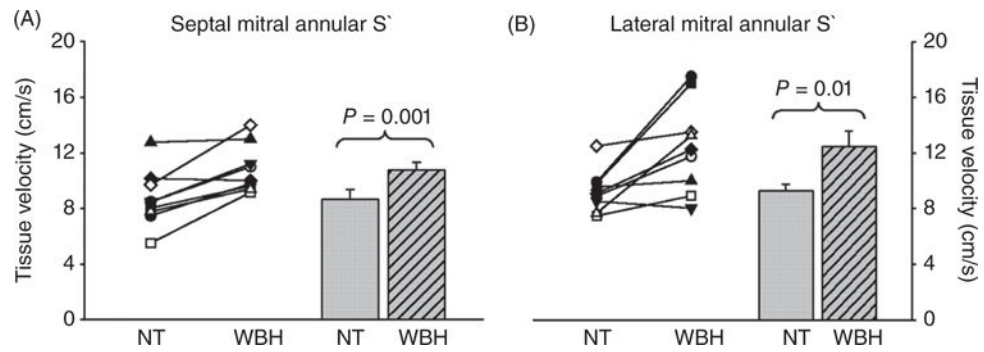 (A) Septal mitral annular S`
Tissue velocity (cm/s)
20
16
12
8
4
0
P = 0.001
NT WBH NT WBH
(B) Lateral mitral annular S`
P = 0.01
20
16
12
8
4
0
Tissue velocity (cm/s)
NT WBH NT WBH